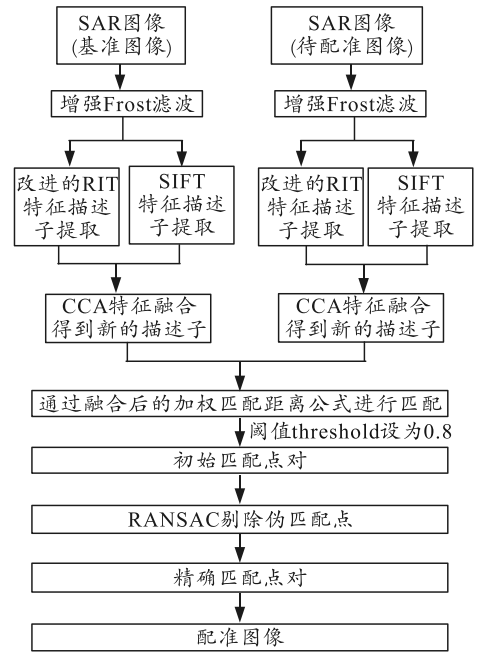 SAR图像
(基准图像)
SAR图像
(待配准图像)
增强Frost滤波
增强Frost滤波
改进的RIT
特征描述
子提取
SIFT
特征描述
子提取
改进的RIT
特征描述
子提取
SIFT
特征描述
子提取
CCA特征融合
得到新的描述子
CCA特征融合
得到新的描述子
通过融合后的加权匹配距离公式进行匹配
阈值threshold设为0.8
初始匹配点对
RANSAC剔除伪匹配点
精确匹配点对
配准图像